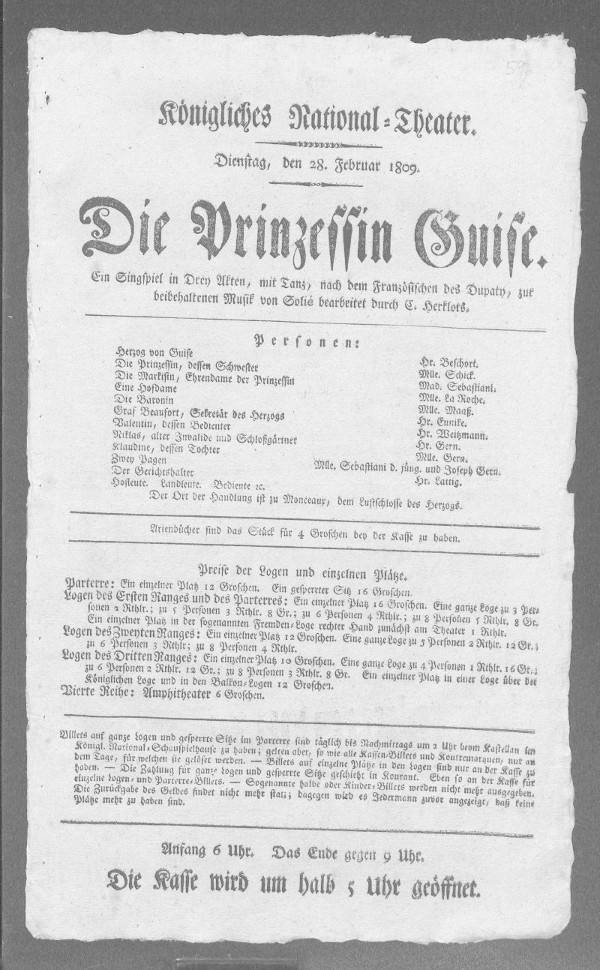 59
Königliches National-Theater.
Dienstag, den 28. Februar 1809.
Die Prinzessin Guise.
Ein Singspiel in Drey Akten, mit Tanz, nach dem Französischen des Dupaty, zur
beibehaltenen Musik von Solié bearbeitet durch C. Herklots.
Personen:
Herzog von Guise Hr. Beschort.
Die Prinzessin, dessen Schwester Mlle. Schick.
Die Markisin, Ehrendame der Prinzessin Mad. Sebastiani.
Eine Hofdame Mlle. La Roche.
Die Baronin Mlle. Maaß.
Graf Beaufort, Sekretär des Herzogs Hr. Eunike.
Valentin, dessen Bedienter Hr. Weitzmann.
Niklas, alter Invalide und Schloßgärtner Hr. Gern.
Klaudine, dessen Tochter Mlle. Gern.
Zwey Pagen Mlle. Sebastiani d. jüng. und Joseph Gern.
Der Gerichtshalter Hr. Lattig.
Hofleute. Landleute. Bediente ꝛc.
Der Ort der Handlung ist zu Monceaux, dem Lustschlosse des Herzogs.
Arienbücher sind das Stück für 4 Groschen bey der Kasse zu haben.
Preise der Logen und einzelnen Plätze.
Parterre: Ein einzelner Platz 12 Groschen. Ein gesperrter Sitz 16 Groschen.
Logen des Ersten Ranges und des Parterres: Ein einzelner Platz 16 Groschen. Eine ganze Loge zu 3 Per-
sonen 2 Rthlr.; zu 5 Personen 3 Rthlr. 8 Gr.; zu 6 Personen 4 Rthlr.; zu 8 Personen 5 Rthlr. 8 Gr.
Ein einzelner Platz in der sogenannten Fremden-Loge rechter Hand zunächst am Theater 1 Rthlr.
Logen des Zweyten Ranges: Ein einzelner Platz 12 Groschen. Eine ganze Loge zu 5 Personen 2 Rthlr. 12 Gr.;
zu 6 Personen 3 Rthlr.; zu 8 Personen 4 Rthlr.
Logen des Dritten Ranges: Ein einzelner Platz 10 Groschen. Eine ganze Loge zu 4 Personen 1 Rthlr. 16 Gr.;
zu 6 Personen 2 Rthlr. 12 Gr.; zu 8 Personen 3 Rthlr. 8 Gr. Ein einzelner Platz in einer Loge über der
Königlichen Loge und in den Balkon-Logen 12 Groschen.
Vierte Reihe: Amphitheater 6 Groschen.
Billets auf ganze Logen und gesperrte Sitze im Parterre sind täglich bis Nachmittags um 2 Uhr beym Kastellan im
Königl. National-Schauspielhause zu haben; gelten aber, so wie alle Kassen-Billets und Kontremarquen, nur an
dem Tage, für welchen sie gelöset werden. — Billets auf einzelne Plätze in den Logen sind nur an der Kasse zu
haben. — Die Zahlung für ganze Logen und gesperrte Sitze geschieht in Kourant. Eben so an der Kasse für
einzelne Logen- und Parterre-Billets. — Sogenannte halbe oder Kinder-Billets werden nicht mehr ausgegeben.
Die Zurückgabe des Geldes findet nicht mehr statt; dagegen wird es Jedermann zuvor angezeigt, daß keine
Plätze mehr zu haben sind.
Anfang 6 Uhr. Das Ende gegen 9 Uhr.
Die Kasse wird um halb 5 Uhr geöffnet.